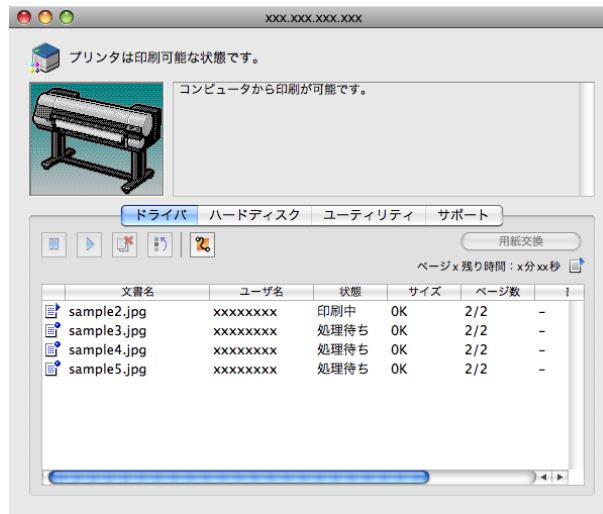 xxx.xxx.xxx.xxx
プリンタは印刷可能な状態です。
コンピュータから印刷が可能です。
ドライバ ハードディスク ユーティリティ サポート
用紙交換
ページx 残り時間:x分xx秒
文書名 ユーザ名 状態 サイズ ページ数
sample2.jpg xxxxxxxx 印刷中 0K 2/2 –
sample3.jpg xxxxxxxx 処理待ち 0K 2/2 –
sample4.jpg xxxxxxxx 処理待ち 0K 2/2 –
sample5.jpg xxxxxxxx 処理待ち 0K 2/2 –